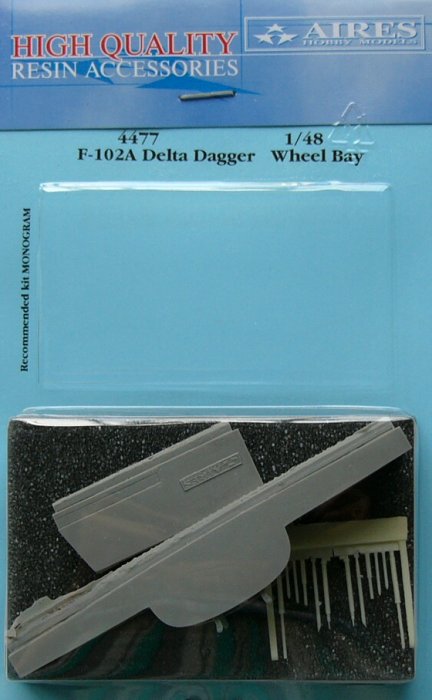 HIGH QUALITY
RESIN ACCESSORIES
AIRES
HOBBY MODELS
4477 1/48
F-102A Delta Dagger Wheel Bay
Recommended kit MONOGRAM